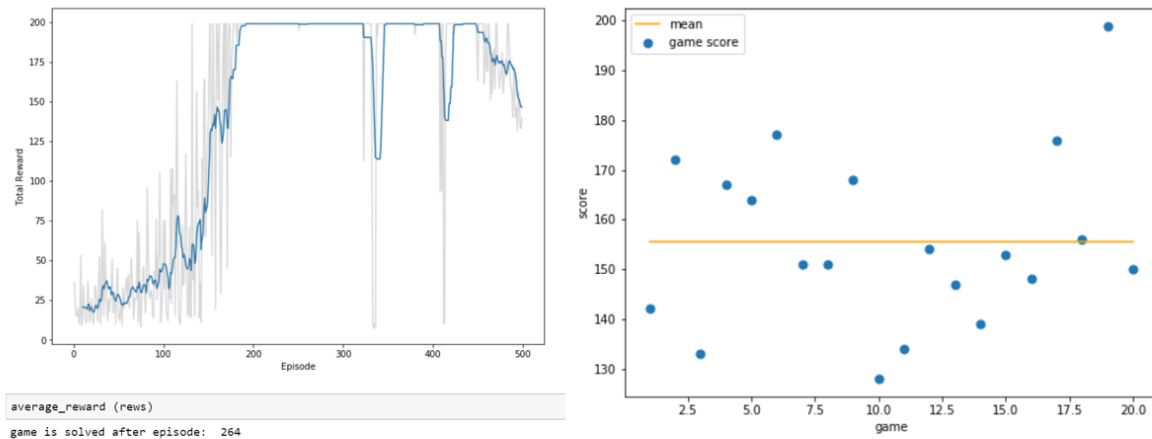 200
175
150
125
100
75
50
25
0
Total Reward
0 100 200 300 400 500
Episode
average_reward (rews)
game is solved after episode:  264
mean
game score
200
190
180
170
160
150
140
130
score
2.5 5.0 7.5 10.0 12.5 15.0 17.5 20.0
game